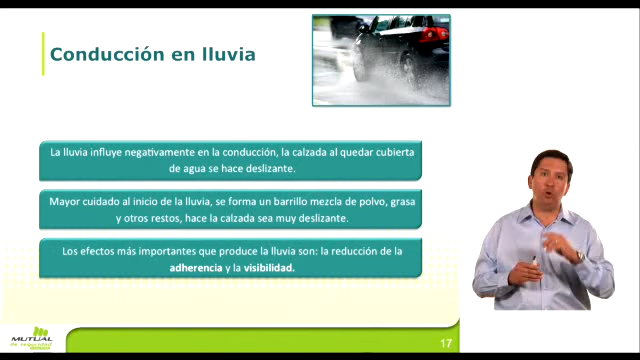 Conducción en lluvia
La lluvia influye negativamente en la conducción, la calzada al quedar cubierta
de agua se hace deslizante.
Mayor cuidado al inicio de la lluvia, se forma un barrillo mezcla de polvo, grasa
y otros restos, hace la calzada sea muy deslizante.
Los efectos más importantes que produce la lluvia son: la reducción de la
adherencia y la visibilidad.
MUTUAL
de seguridad
17